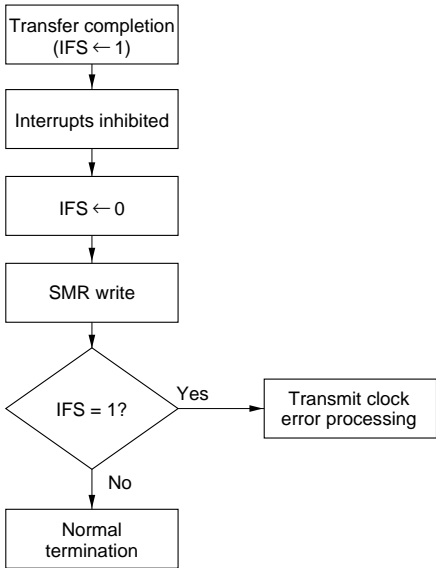 Transfer completion
(IFS ← 1)
Interrupts inhibited
IFS ← 0
SMR write
IFS = 1?
Yes
Transmit clock
error processing
No
Normal
termination